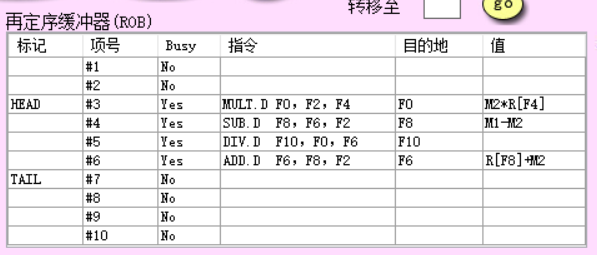 转移至 go
再定序缓冲器(ROB)
标记 项号 Busy 指令 目的地 值
#1 No
#2 No
HEAD #3 Yes MULT.D F0, F2, F4 F0 M2*R[F4]
#4 Yes SUB.D F8, F6, F2 F8 M1-M2
#5 Yes DIV.D F10, F0, F6 F10
#6 Yes ADD.D F6, F8, F2 F6 R[F8]+M2
TAIL #7 No
#8 No
#9 No
#10 No